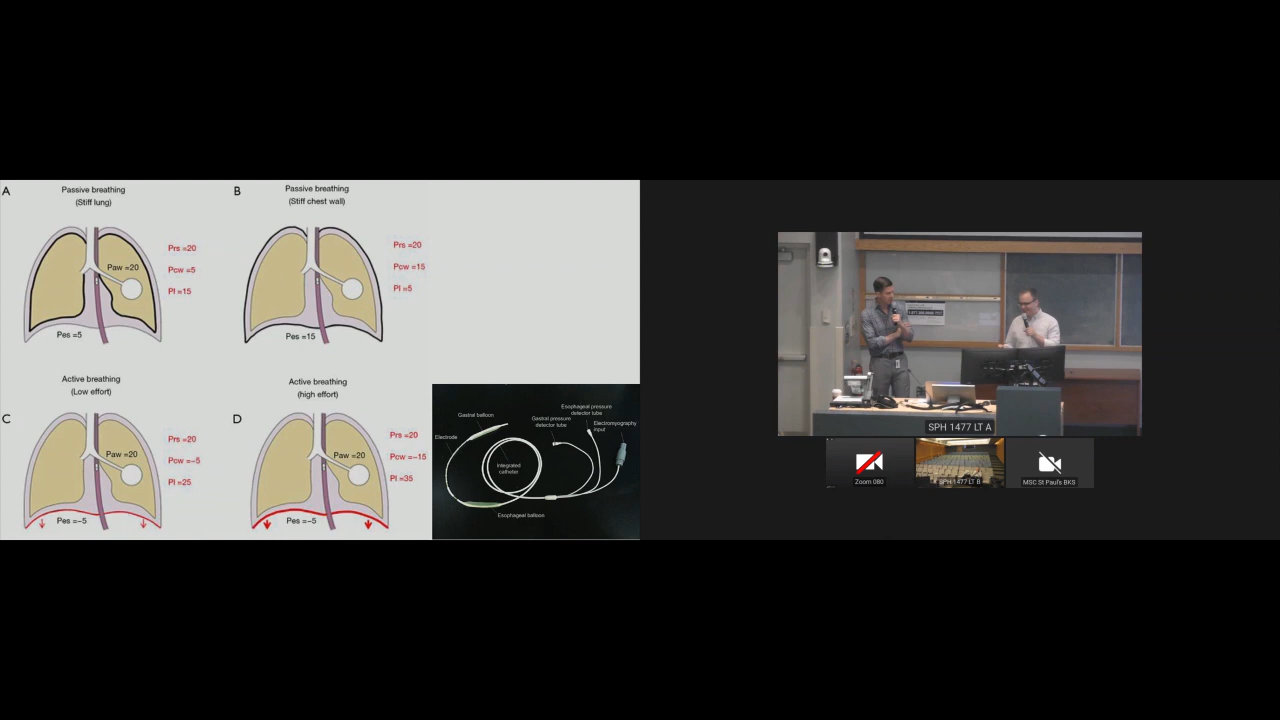 A
Passive breathing
(Stiff lung)
Prs =20
Paw =20
Pcw =5
Pl =15
Pes =5
B
Passive breathing
(Stiff chest wall)
Prs =20
Pcw =15
Pl =5
Pes =15
C
Active breathing
(Low effort)
Prs =20
Paw =20
Pcw =–5
Pl =25
Pes =–5
D
Active breathing
(high effort)
Prs =20
Paw =20
Pcw =–15
Pl =35
Pes =–5
Gastral balloon
Electrode
Integrated
catheter
Esophageal balloon
Gastral pressure
detector tube
Esophageal pressure
detector tube
Electromyography
input
SPH 1477 LT A
Zoom 080
SPH 1477 LT B
MSC St Paul's BKS